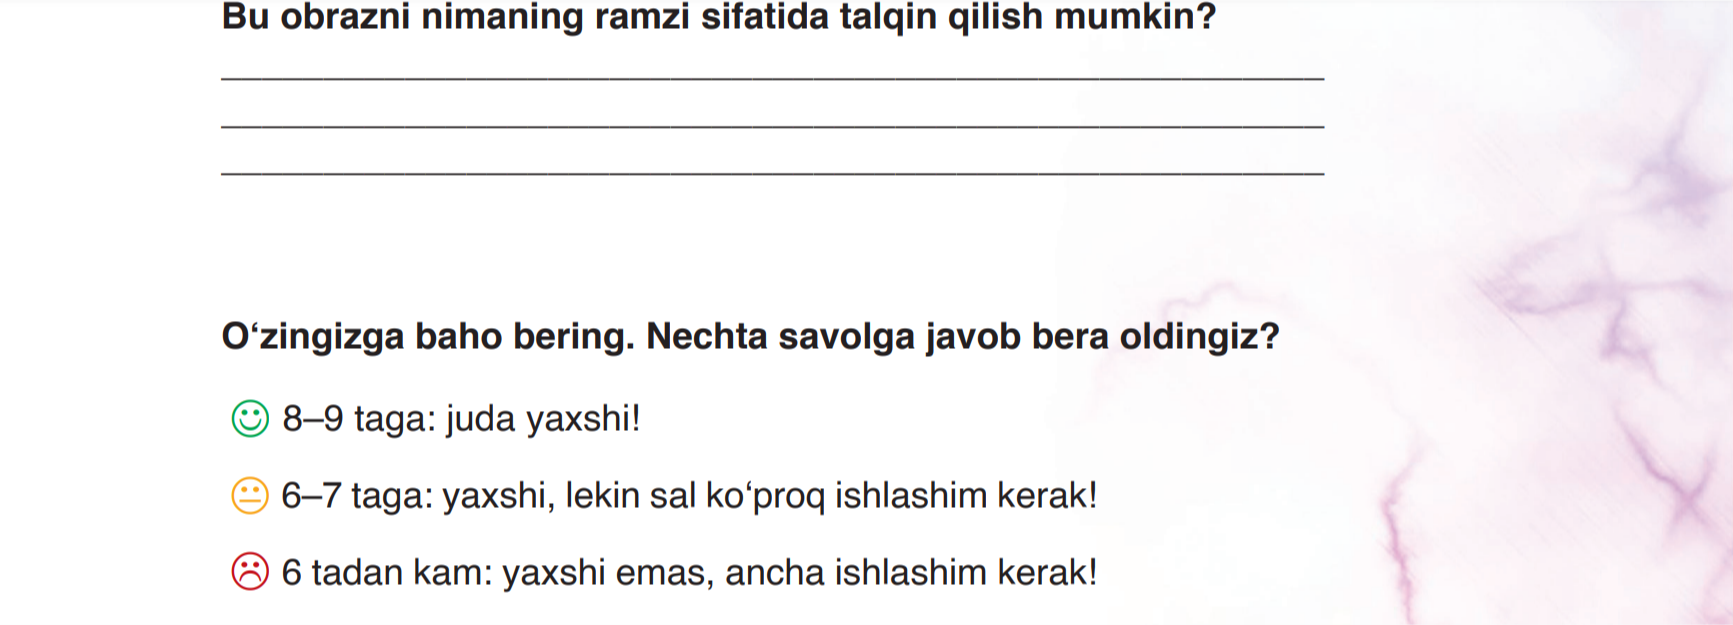 Bu obrazni nimaning ramzi sifatida talqin qilish mumkin?
O‘zingizga baho bering. Nechta savolga javob bera oldingiz?
8–9 taga: juda yaxshi!
6–7 taga: yaxshi, lekin sal ko‘proq ishlashim kerak!
6 tadan kam: yaxshi emas, ancha ishlashim kerak!